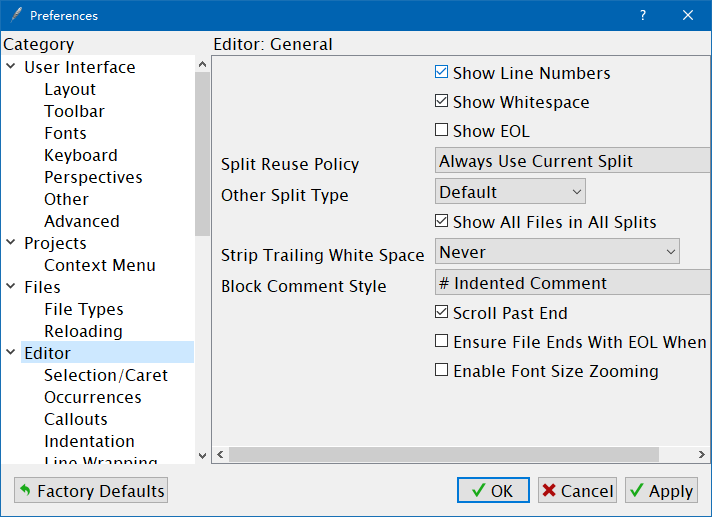 Preferences
Category
User Interface
Layout
Toolbar
Fonts
Keyboard
Perspectives
Other
Advanced
Projects
Context Menu
Files
File Types
Reloading
Editor
Selection/Caret
Occurrences
Callouts
Indentation
Line Wrapping
Editor: General
Show Line Numbers
Show Whitespace
Show EOL
Split Reuse Policy Always Use Current Split
Other Split Type Default
Show All Files in All Splits
Strip Trailing White Space Never
Block Comment Style # Indented Comment
Scroll Past End
Ensure File Ends With EOL When
Enable Font Size Zooming
Factory Defaults OK Cancel Apply